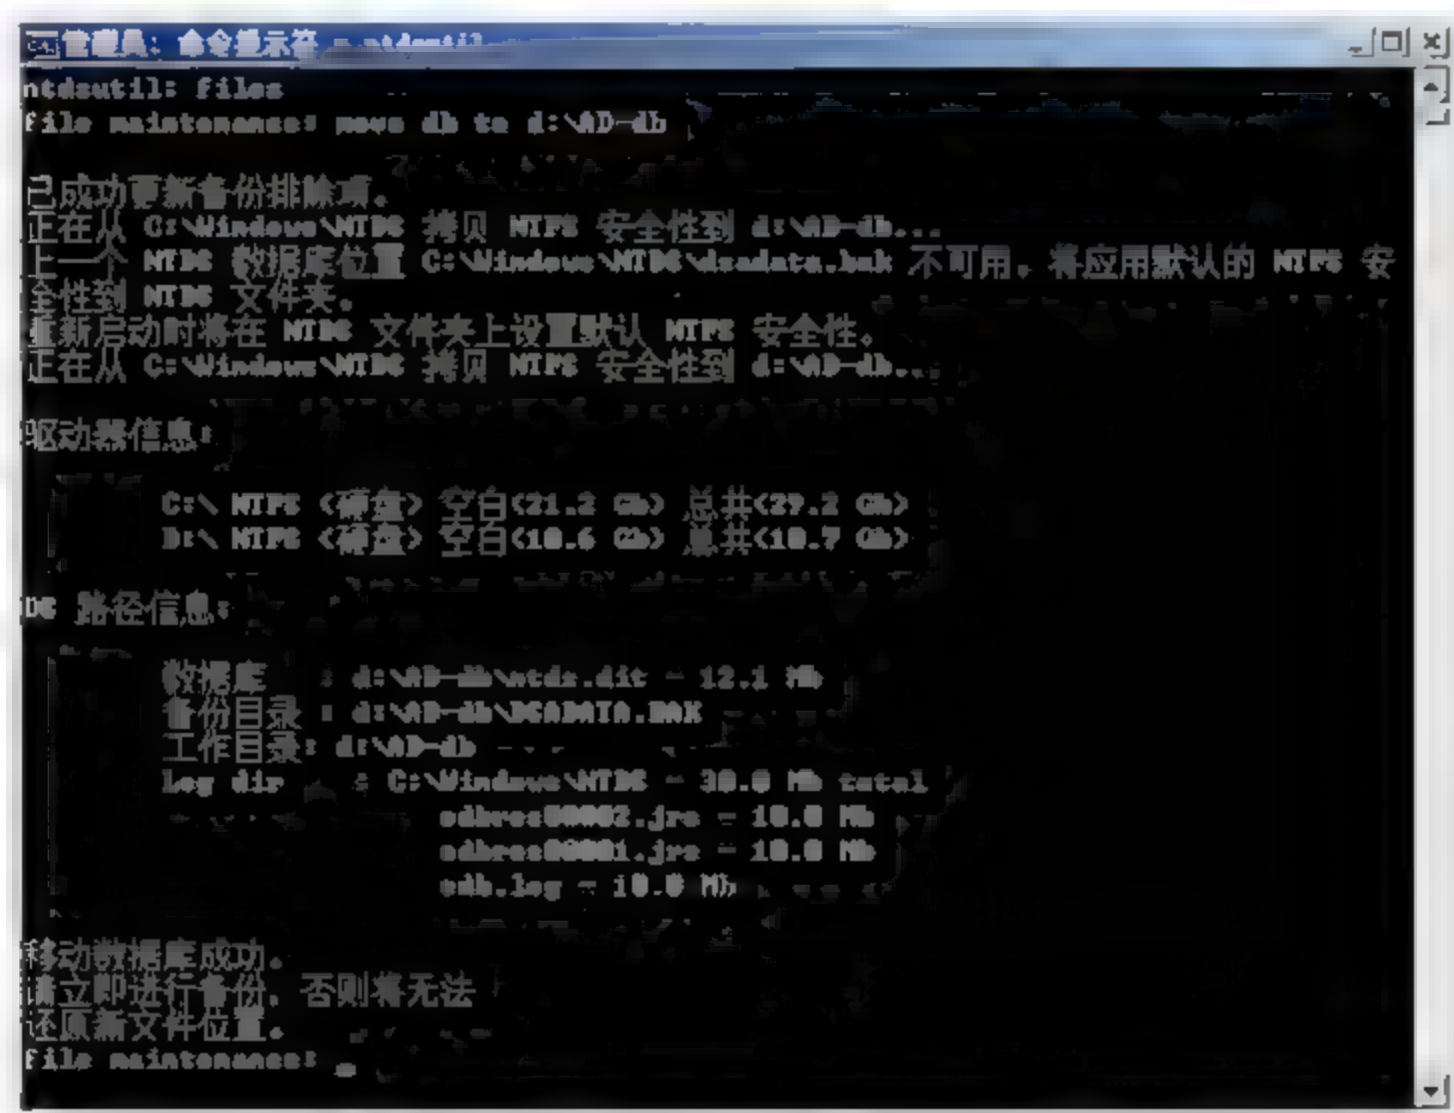 管理员: 命令提示符 - ntdsutil
ntdsutil: files
file maintenance: move db to d:\AD-db
已成功更新备份排除项。
正在从 C:\Windows\NTDS 拷贝 NTFS 安全性到 d:\AD-db...
上一个 NTDS 数据库位置 C:\Windows\NTDS\dsadata.bak 不可用。将应用默认的 NTFS 安
全性到 NTDS 文件夹。
重新启动时将在 NTDS 文件夹上设置默认 NTFS 安全性。
正在从 C:\Windows\NTDS 拷贝 NTFS 安全性到 d:\AD-db...
驱动器信息:
C:\ NTFS <硬盘> 空白<21.2 Gb> 总共<29.2 Gb>
D:\ NTFS <硬盘> 空白<10.6 Gb> 总共<10.7 Gb>
DS 路径信息:
数据库 : d:\AD-db\ntds.dit - 12.1 Mb
备份目录 : d:\AD-db\DSADATA.BAK
工作目录: d:\AD-db
log dir : C:\Windows\NTDS - 30.0 Mb total
edbres00002.jrs - 10.0 Mb
edbres00001.jrs - 10.0 Mb
edb.log - 10.0 Mb
移动数据库成功。
请立即进行备份, 否则将无法
还原新文件位置。
file maintenance: